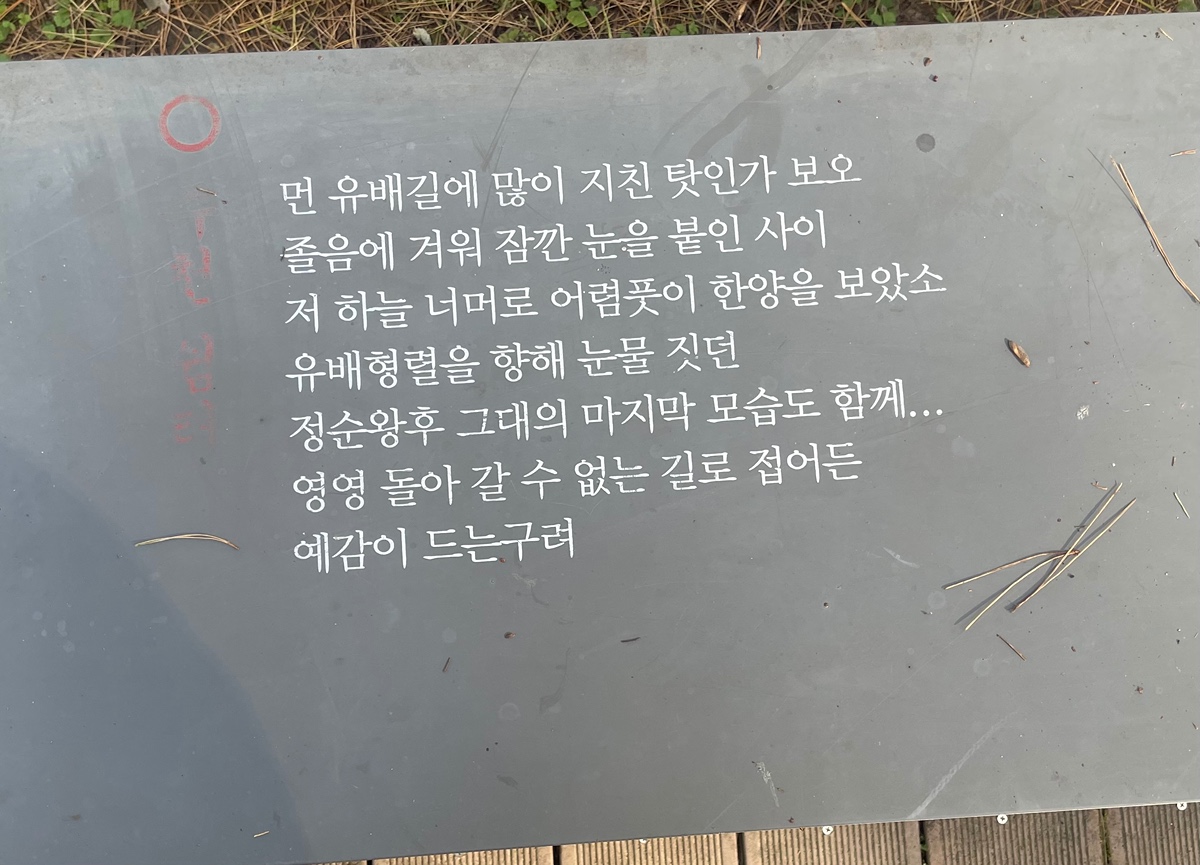 먼 유배길에 많이 지친 탓인가 보오
졸음에 겨워 잠깐 눈을 붙인 사이
저 하늘 너머로 어렴풋이 한양을 보았소
유배형렬을 향해 눈물 짓던
정순왕후 그대의 마지막 모습도 함께...
영영 돌아 갈 수 없는 길로 접어든
예감이 드는구려